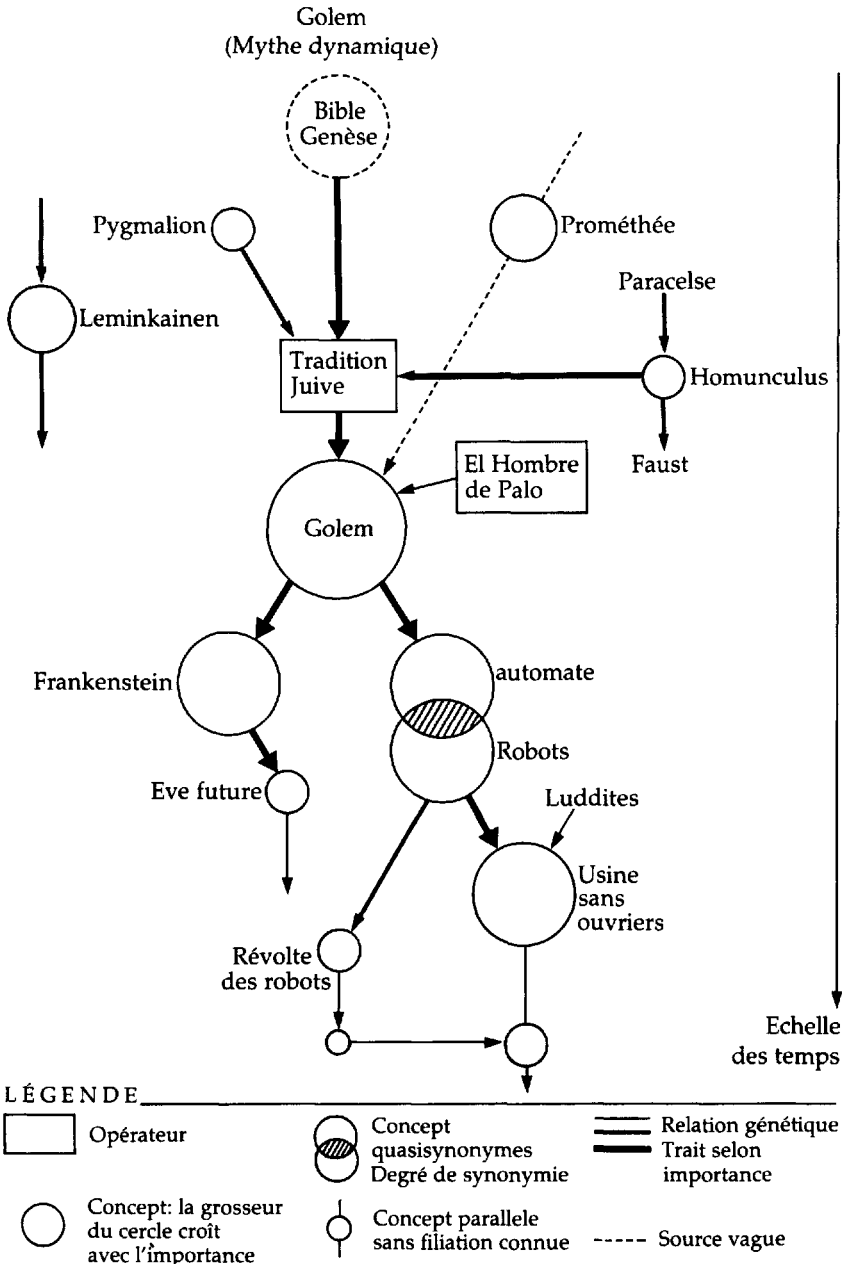 Golem
(Mythe dynamique)
Bible
Genèse
Pygmalion
Prométhée
Paracelse
Leminkainen
Tradition
Juive
Homunculus
El Hombre
de Palo
Faust
Golem
Frankenstein
automate
Robots
Eve future
Luddites
Usine
sans
ouvriers
Révolte
des robots
Echelle
des temps
LÉGENDE
Opérateur
Concept
quasisynonymes
Degré de synonymie
Relation génétique
Trait selon
importance
Concept: la grosseur
du cercle croît
avec l'importance
Concept parallele
sans filiation connue
Source vague